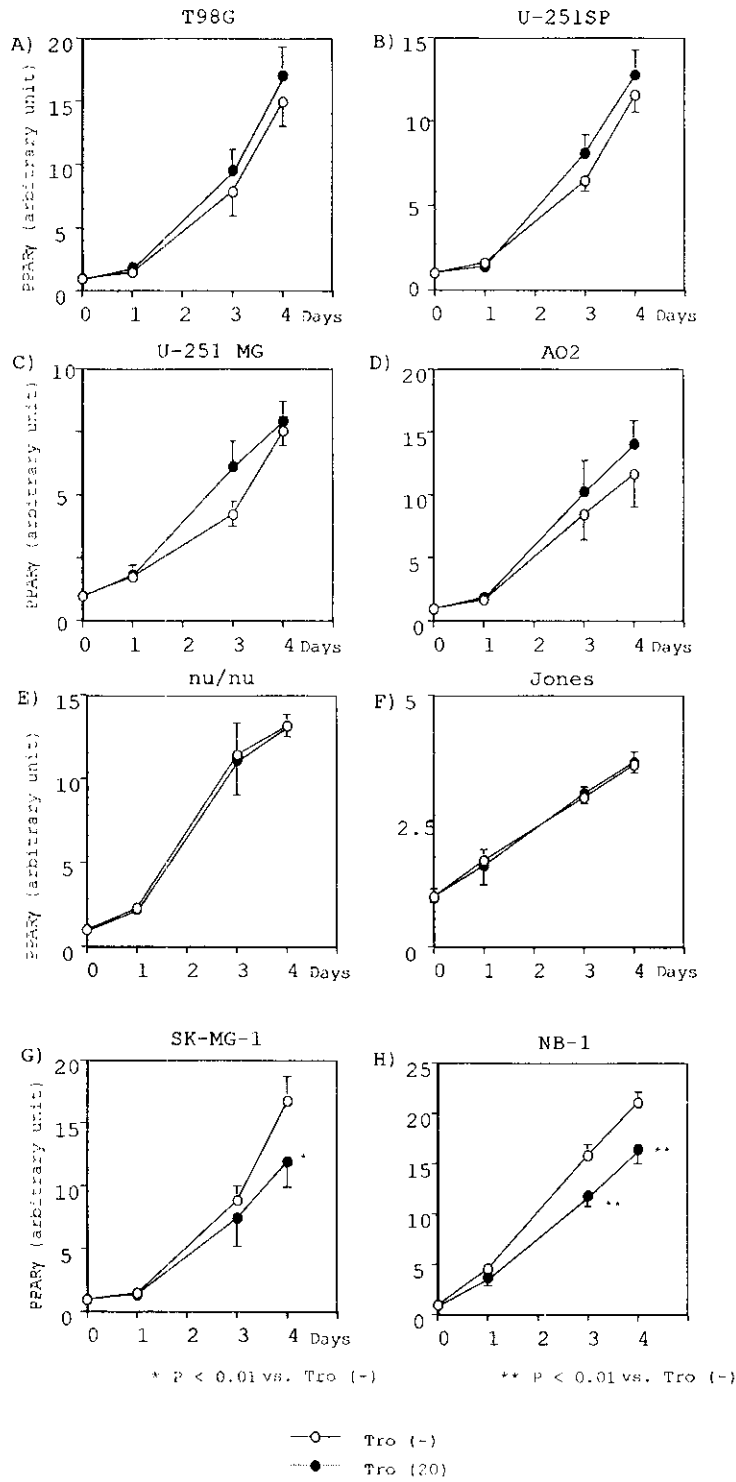 T98G
U-251SP
A)
B)
PPARγ (arbitrary unit)
20
15
10
5
0
0 1 2 3 4 Days
15
10
5
0
0 1 2 3 4 Days
U-251 MG
AO2
C)
D)
PPARγ (arbitrary unit)
10
5
0
0 1 2 3 4 Days
20
15
10
5
0
0 1 2 3 4 Days
nu/nu
Jones
E)
F)
PPARγ (arbitrary unit)
15
10
5
0
0 1 2 3 4 Days
5
2.5
0
0 1 2 3 4 Days
SK-MG-1
NB-1
G)
H)
PPARγ (arbitrary unit)
20
15
10
5
0
*
0 1 2 3 4 Days
25
20
15
10
5
0
**
**
0 1 2 3 4 Days
* P < 0.01 vs. Tro (-)
** P < 0.01 vs. Tro (-)
Tro (-)
Tro (20)